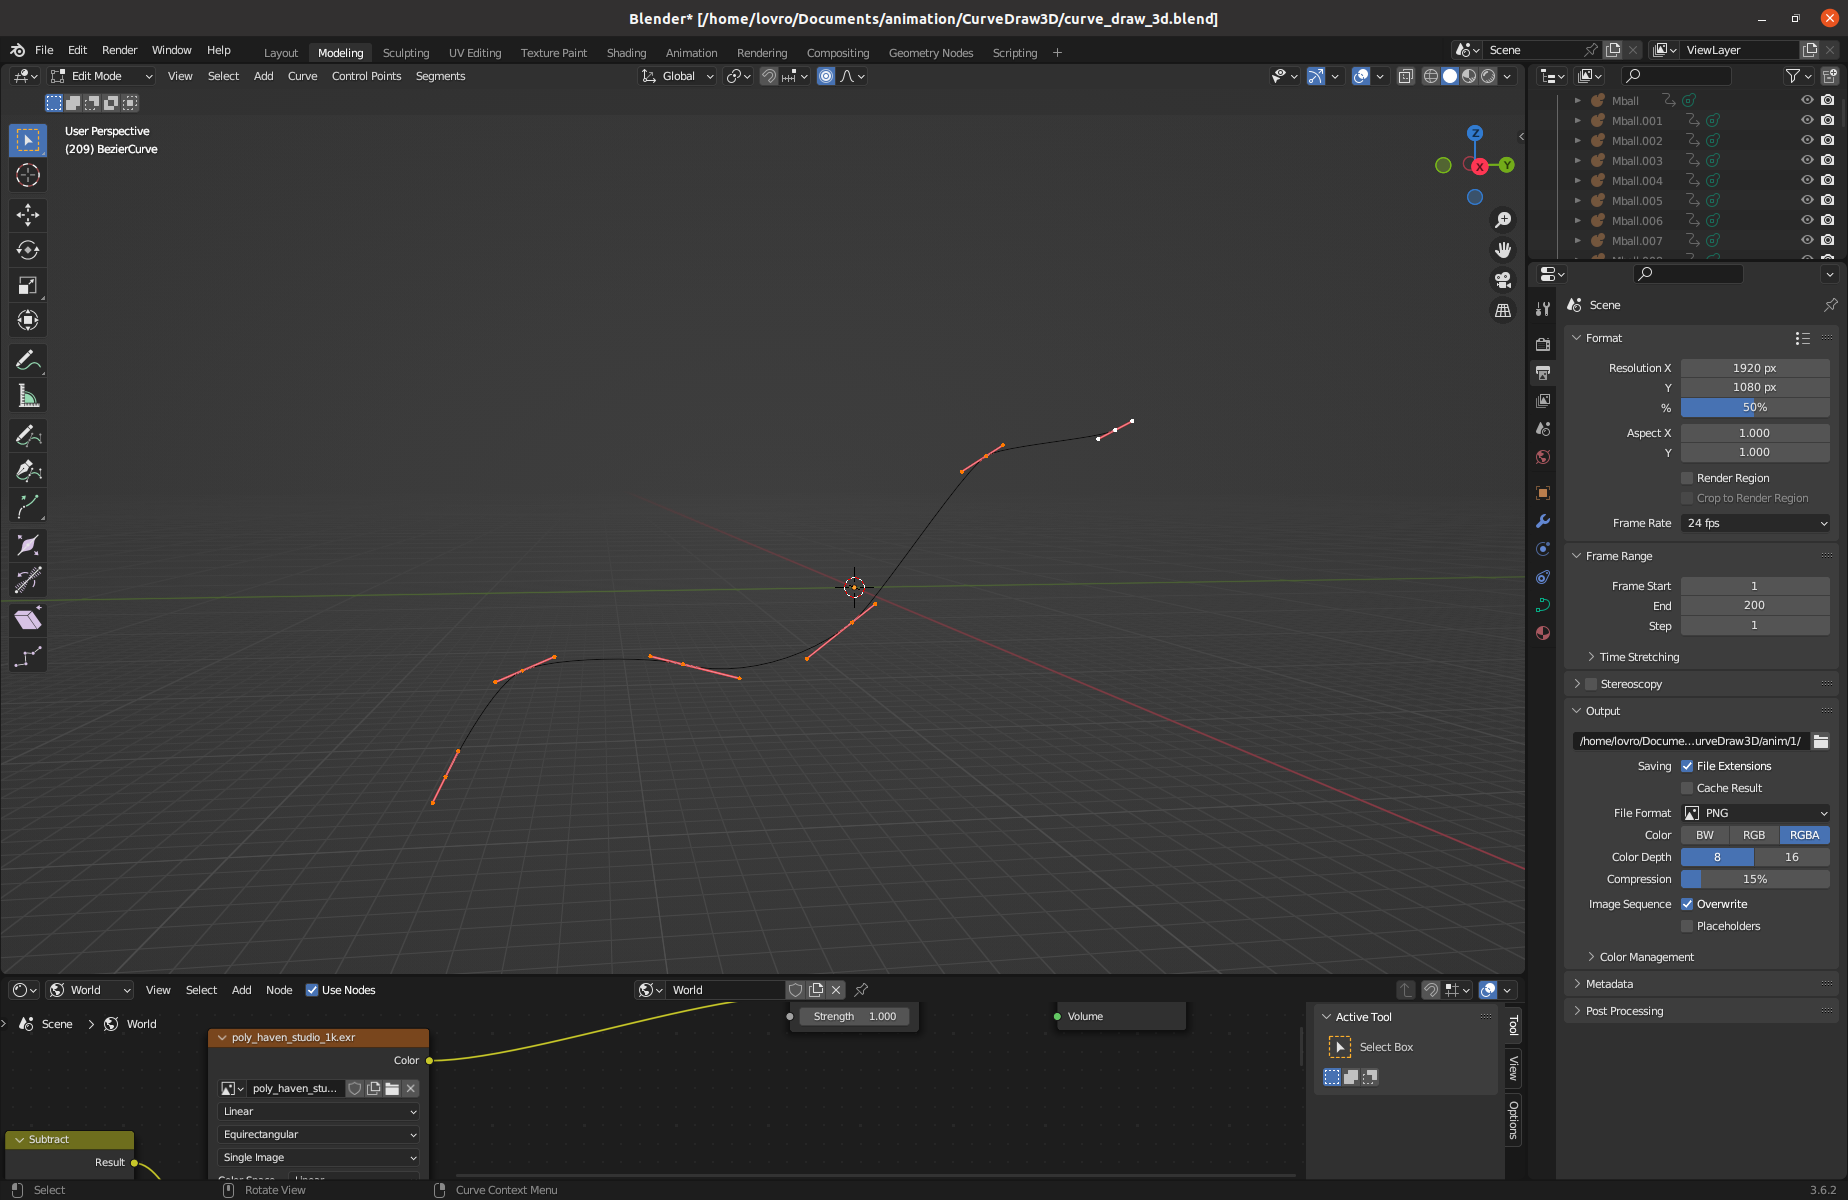 Blender* [/home/lovro/Documents/animation/CurveDraw3D/curve_draw_3d.blend]
File Edit Render Window Help Layout Modeling Sculpting UV Editing Texture Paint Shading Animation Rendering Compositing Geometry Nodes Scripting + Scene ViewLayer
Edit Mode View Select Add Curve Control Points Segments Global
User Perspective
(209) BezierCurve
Z
X
Y
Mball
Mball.001
Mball.002
Mball.003
Mball.004
Mball.005
Mball.006
Mball.007
Scene
Format
Resolution X 1920 px
Y 1080 px
% 50%
Aspect X 1.000
Y 1.000
Render Region
Crop to Render Region
Frame Rate 24 fps
Frame Range
Frame Start 1
End 200
Step 1
Time Stretching
Stereoscopy
Output
/home/lovro/Docume...urveDraw3D/anim/1/
Saving File Extensions
Cache Result
File Format PNG
Color BW RGB RGBA
Color Depth 8 16
Compression 15%
Image Sequence Overwrite
Placeholders
Color Management
Metadata
Post Processing
World View Select Add Node Use Nodes World
Scene > World
Strength 1.000
Volume
poly_haven_studio_1k.exr
Color
poly_haven_stu...
Linear
Equirectangular
Single Image
Color Space Linear
Subtract
Result
Active Tool
Select Box
Tool
View
Options
Select Rotate View Curve Context Menu 3.6.2